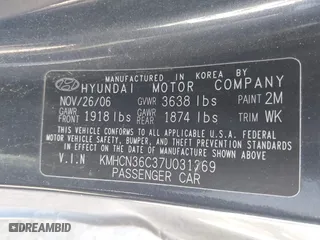 MANUFACTURED IN KOREA BY
HYUNDAI MOTOR COMPANY
NOV/26/06 GVWR 3638 lbs PAINT 2M
GAWR FRONT 1918 lbs GAWR REAR 1874 lbs TRIM WK
THIS VEHICLE CONFORMS TO ALL APPLICABLE U.S.A. FEDERAL
MOTOR VEHICLE SAFETY, BUMPER, AND THEFT PREVENTION
STANDARDS IN EFFECT ON THE DATE OF MANUFACTURE
SHOWN ABOVE.
V.I.N KMHCN36C37U031269
PASSENGER CAR